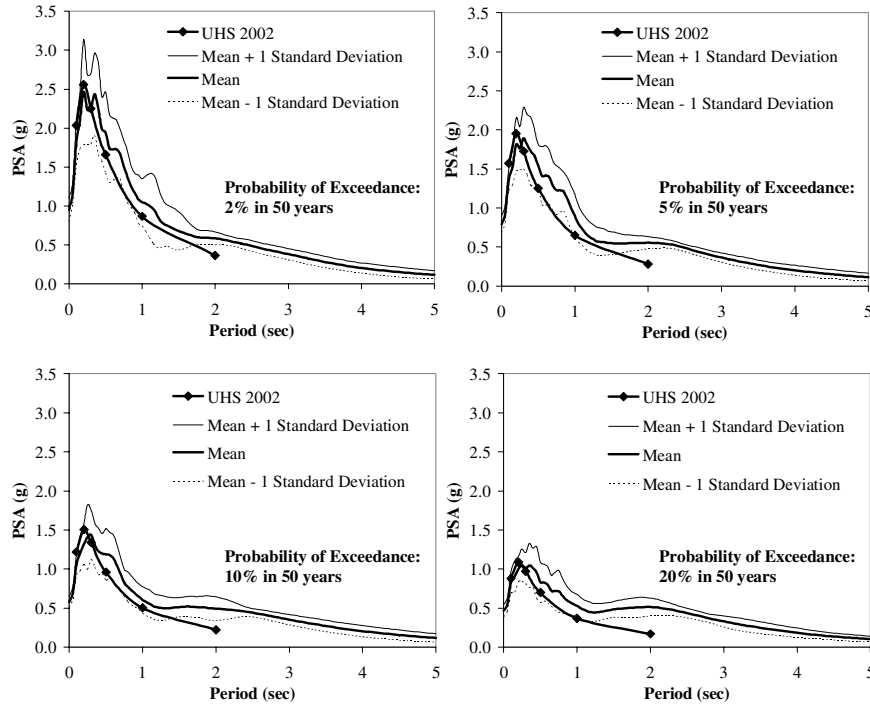 3.5
3.0
2.5
2.0
1.5
1.0
0.5
0.0
PSA (g)
UHS 2002
Mean + 1 Standard Deviation
Mean
Mean - 1 Standard Deviation
Probability of Exceedance:
2% in 50 years
0 1 2 3 4 5
Period (sec)
3.5
3.0
2.5
2.0
1.5
1.0
0.5
0.0
PSA (g)
UHS 2002
Mean + 1 Standard Deviation
Mean
Mean - 1 Standard Deviation
Probability of Exceedance:
5% in 50 years
0 1 2 3 4 5
Period (sec)
3.5
3.0
2.5
2.0
1.5
1.0
0.5
0.0
PSA (g)
UHS 2002
Mean + 1 Standard Deviation
Mean
Mean - 1 Standard Deviation
Probability of Exceedance:
10% in 50 years
0 1 2 3 4 5
Period (sec)
3.5
3.0
2.5
2.0
1.5
1.0
0.5
0.0
PSA (g)
UHS 2002
Mean + 1 Standard Deviation
Mean
Mean - 1 Standard Deviation
Probability of Exceedance:
20% in 50 years
0 1 2 3 4 5
Period (sec)